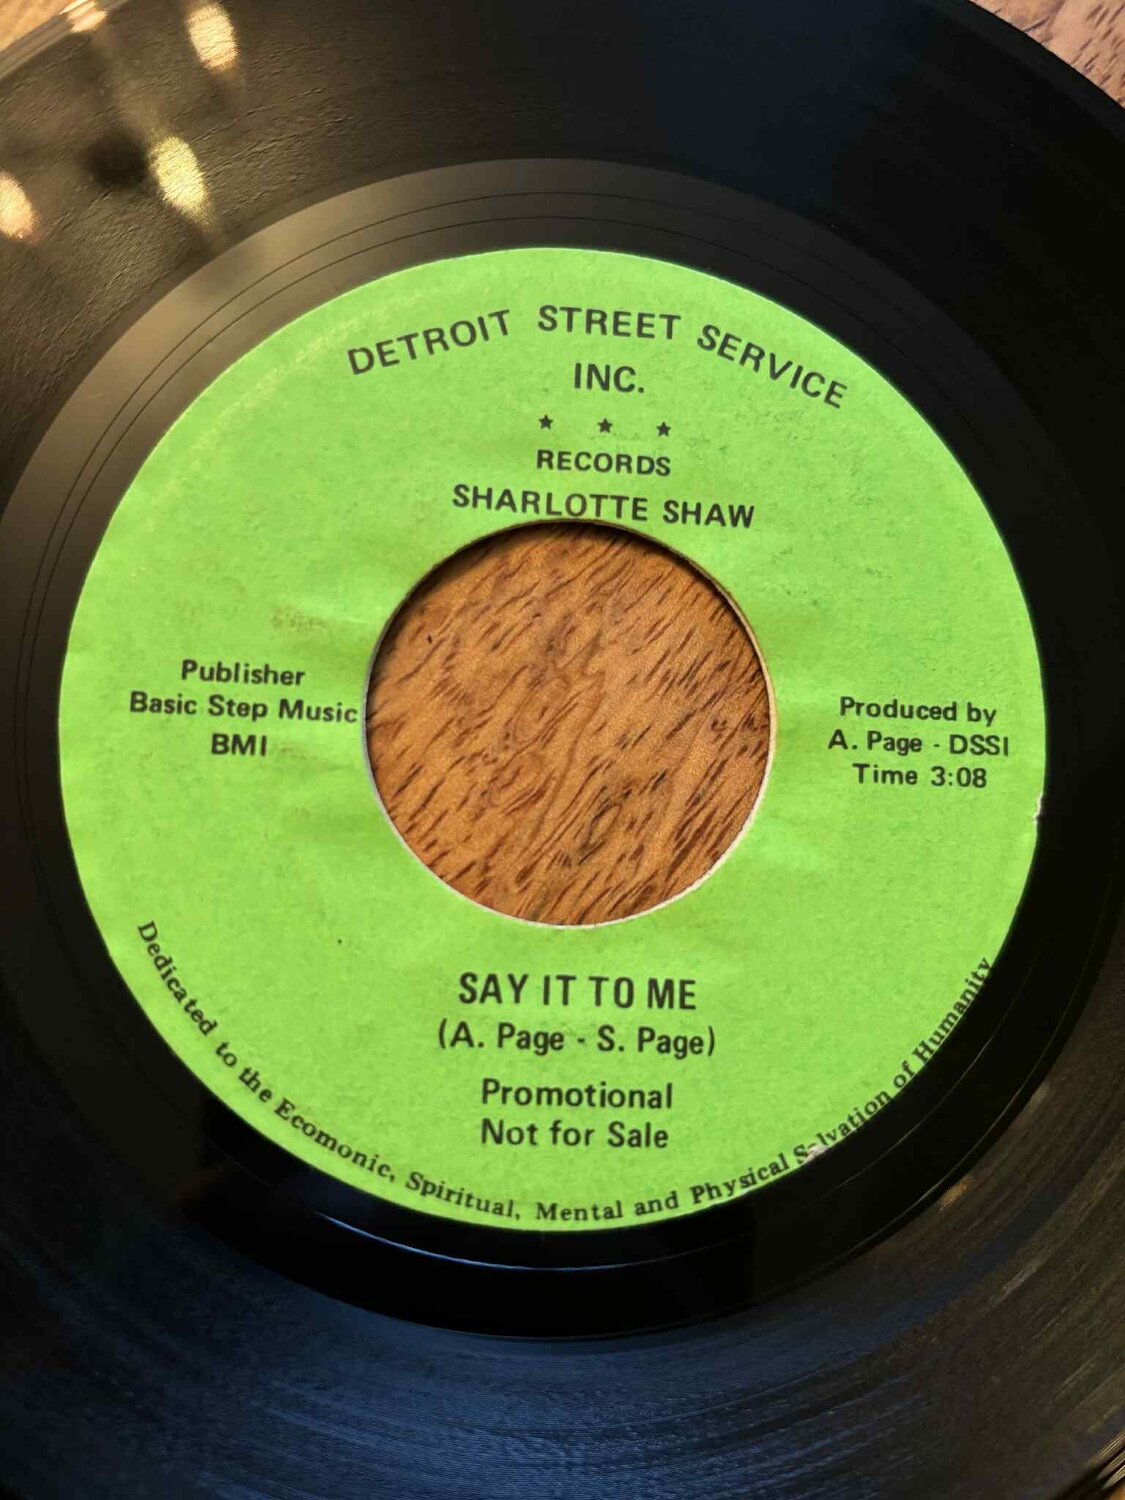 DETROIT STREET SERVICE
INC.
★ ★ ★
RECORDS
SHARLOTTE SHAW
Publisher
Basic Step Music
BMI
Produced by
A. Page - DSSI
Time 3:08
SAY IT TO ME
(A. Page - S. Page)
Promotional
Not for Sale
Dedicated to the Ecomonic, Spiritual, Mental and Physical Salvation of Humanity